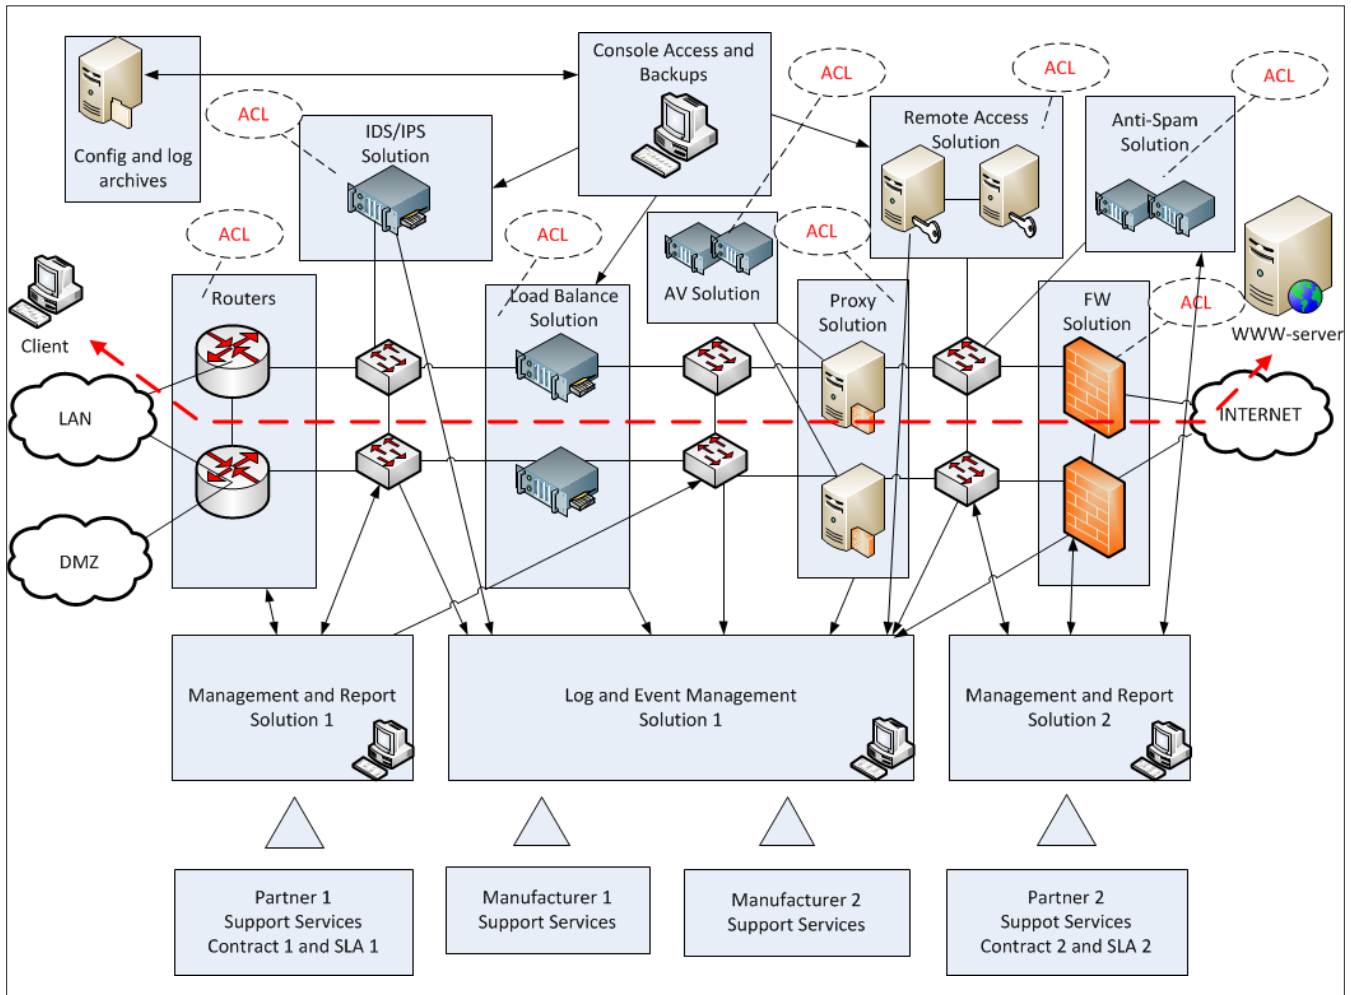 Console Access and
Backups
ACL
ACL
ACL
ACL
Config and log
archives
IDS/IPS
Solution
Remote Access
Solution
Anti-Spam
Solution
ACL
ACL
ACL
ACL
Client
Routers
Load Balance
Solution
AV Solution
Proxy
Solution
FW
Solution
WWW-server
LAN
INTERNET
DMZ
Management and Report
Solution 1
Log and Event Management
Solution 1
Management and Report
Solution 2
Partner 1
Support Services
Contract 1 and SLA 1
Manufacturer 1
Support Services
Manufacturer 2
Support Services
Partner 2
Suppot Services
Contract 2 and SLA 2